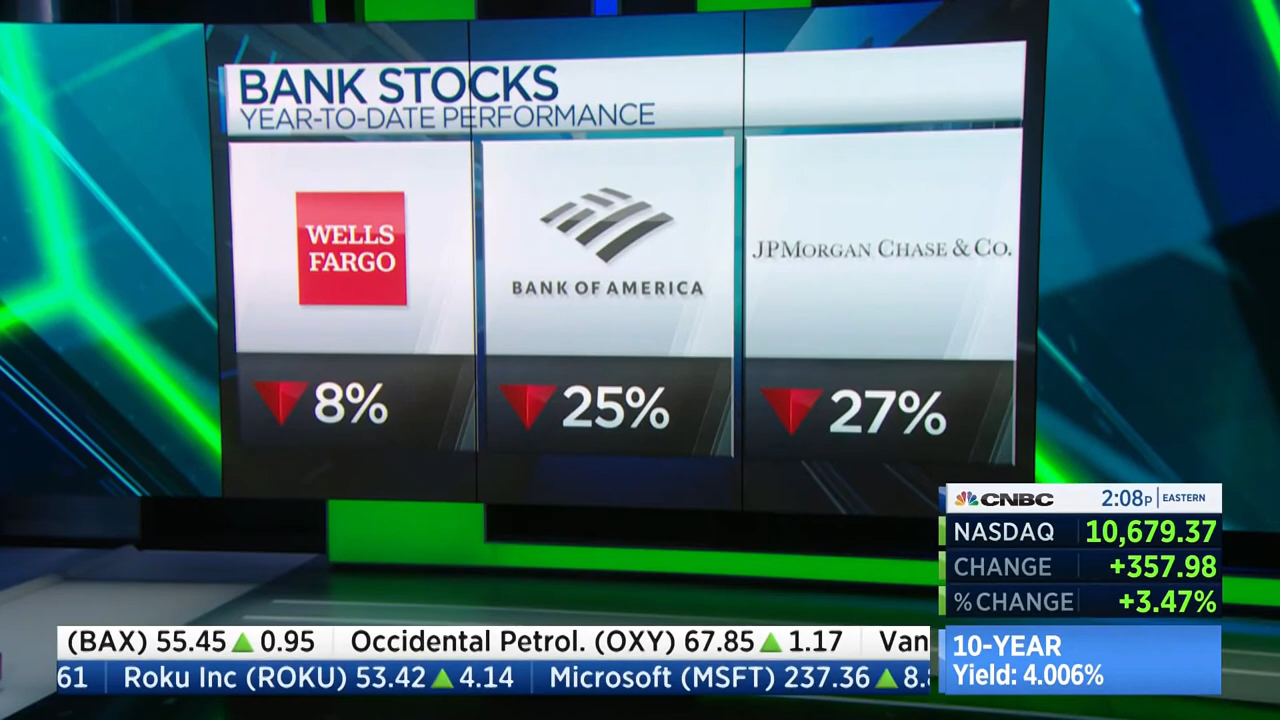 BANK STOCKS
YEAR-TO-DATE PERFORMANCE
WELLS
FARGO
BANK OF AMERICA
JPMORGAN CHASE & CO.
8%
25%
27%
CNBC 2:08P EASTERN
NASDAQ 10,679.37
CHANGE +357.98
% CHANGE +3.47%
10-YEAR
Yield: 4.006%
(BAX) 55.45 ▲ 0.95 Occidental Petrol. (OXY) 67.85 ▲ 1.17 Van
61 Roku Inc (ROKU) 53.42 ▲ 4.14 Microsoft (MSFT) 237.36 ▲ 8.